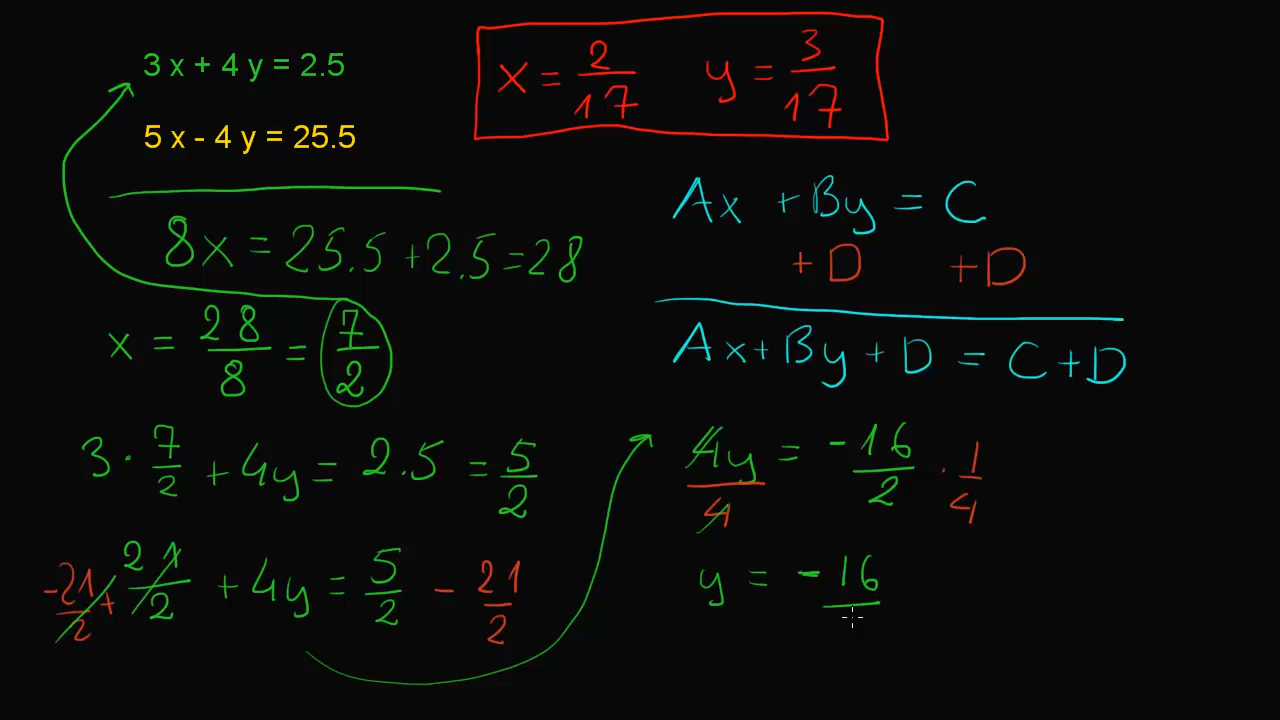 3 x + 4 y = 2.5
5 x - 4 y = 25.5
8x = 25.5 + 2.5 = 28
x = 28/8 = 7/2
3 · 7/2 + 4y = 2.5 = 5/2
-21/2 + 21/2 + 4y = 5/2 - 21/2
x = 2/17 y = 3/17
Ax + By = C
+ D + D
Ax + By + D = C + D
4y/4 = -16/2 · 1/4
y = -16